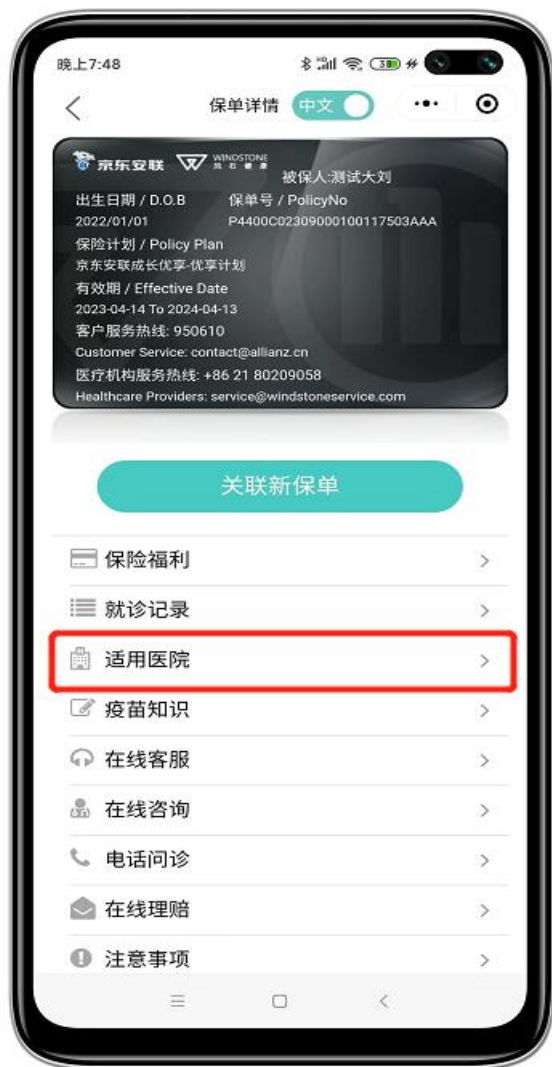 晚上7:48
38
保单详情 中文
京东安联 WINDSTONE
风石健康
被保人:测试大刘
出生日期 / D.O.B 保单号 / PolicyNo
2022/01/01 P4400C02309000100117503AAA
保险计划 / Policy Plan
京东安联成长优享-优享计划
有效期 / Effective Date
2023-04-14 To 2024-04-13
客户服务热线: 950610
Customer Service: contact@allianz.cn
医疗机构服务热线: +86 21 80209058
Healthcare Providers: service@windstoneservice.com
关联新保单
保险福利
就诊记录
适用医院
疫苗知识
在线客服
在线咨询
电话问诊
在线理赔
注意事项